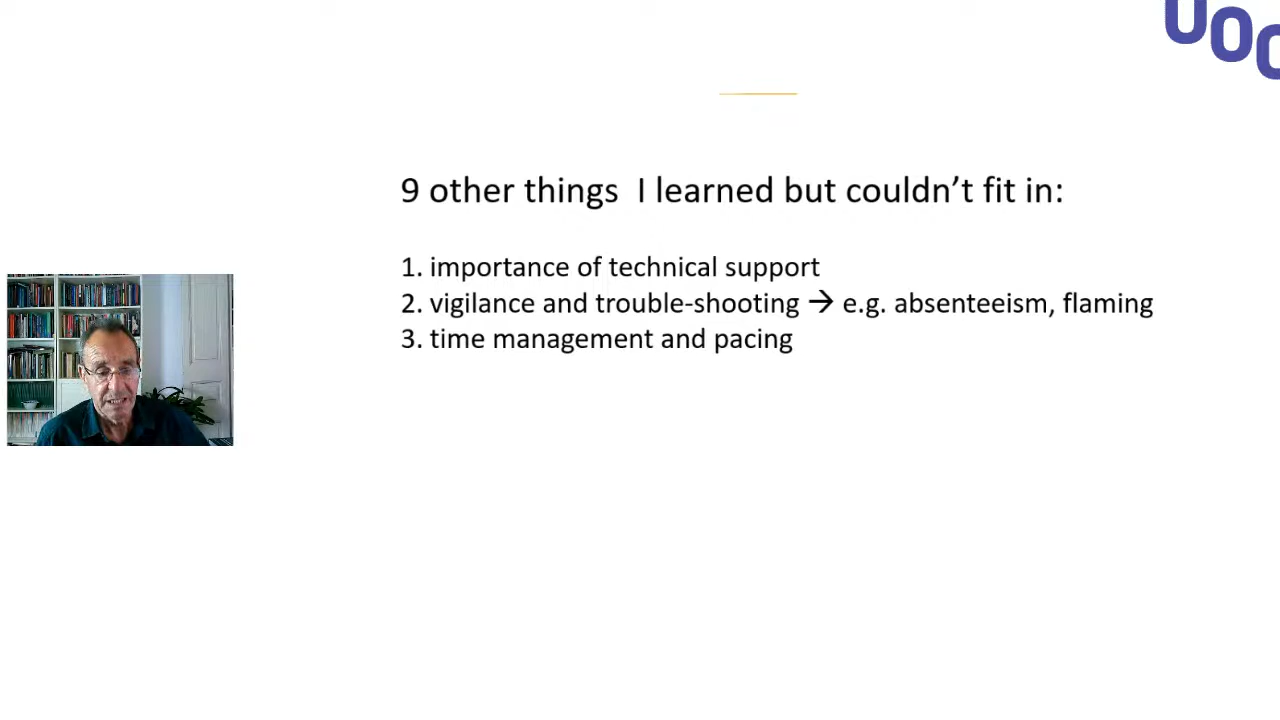 UOC
9 other things I learned but couldn’t fit in:
1. importance of technical support
2. vigilance and trouble-shooting → e.g. absenteeism, flaming
3. time management and pacing